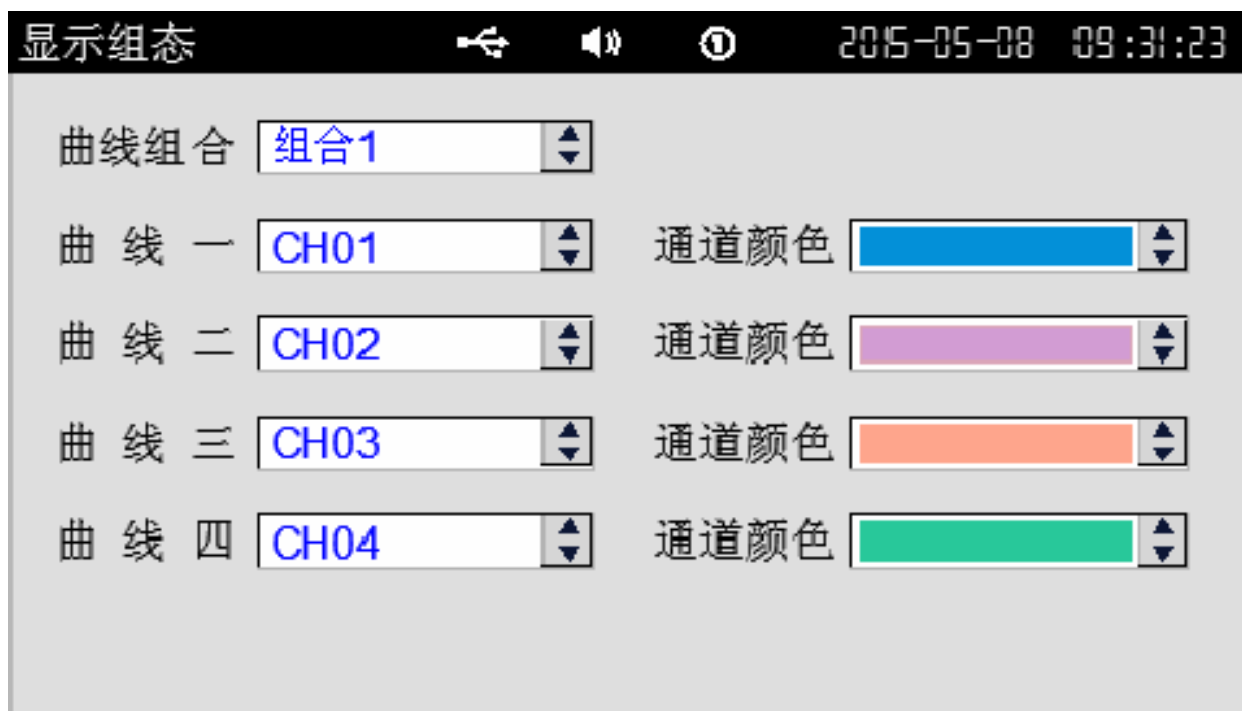 显示组态 ① 2015-05-08 09:31:23
曲线组合 组合1
曲线一 CH01 通道颜色
曲线二 CH02 通道颜色
曲线三 CH03 通道颜色
曲线四 CH04 通道颜色